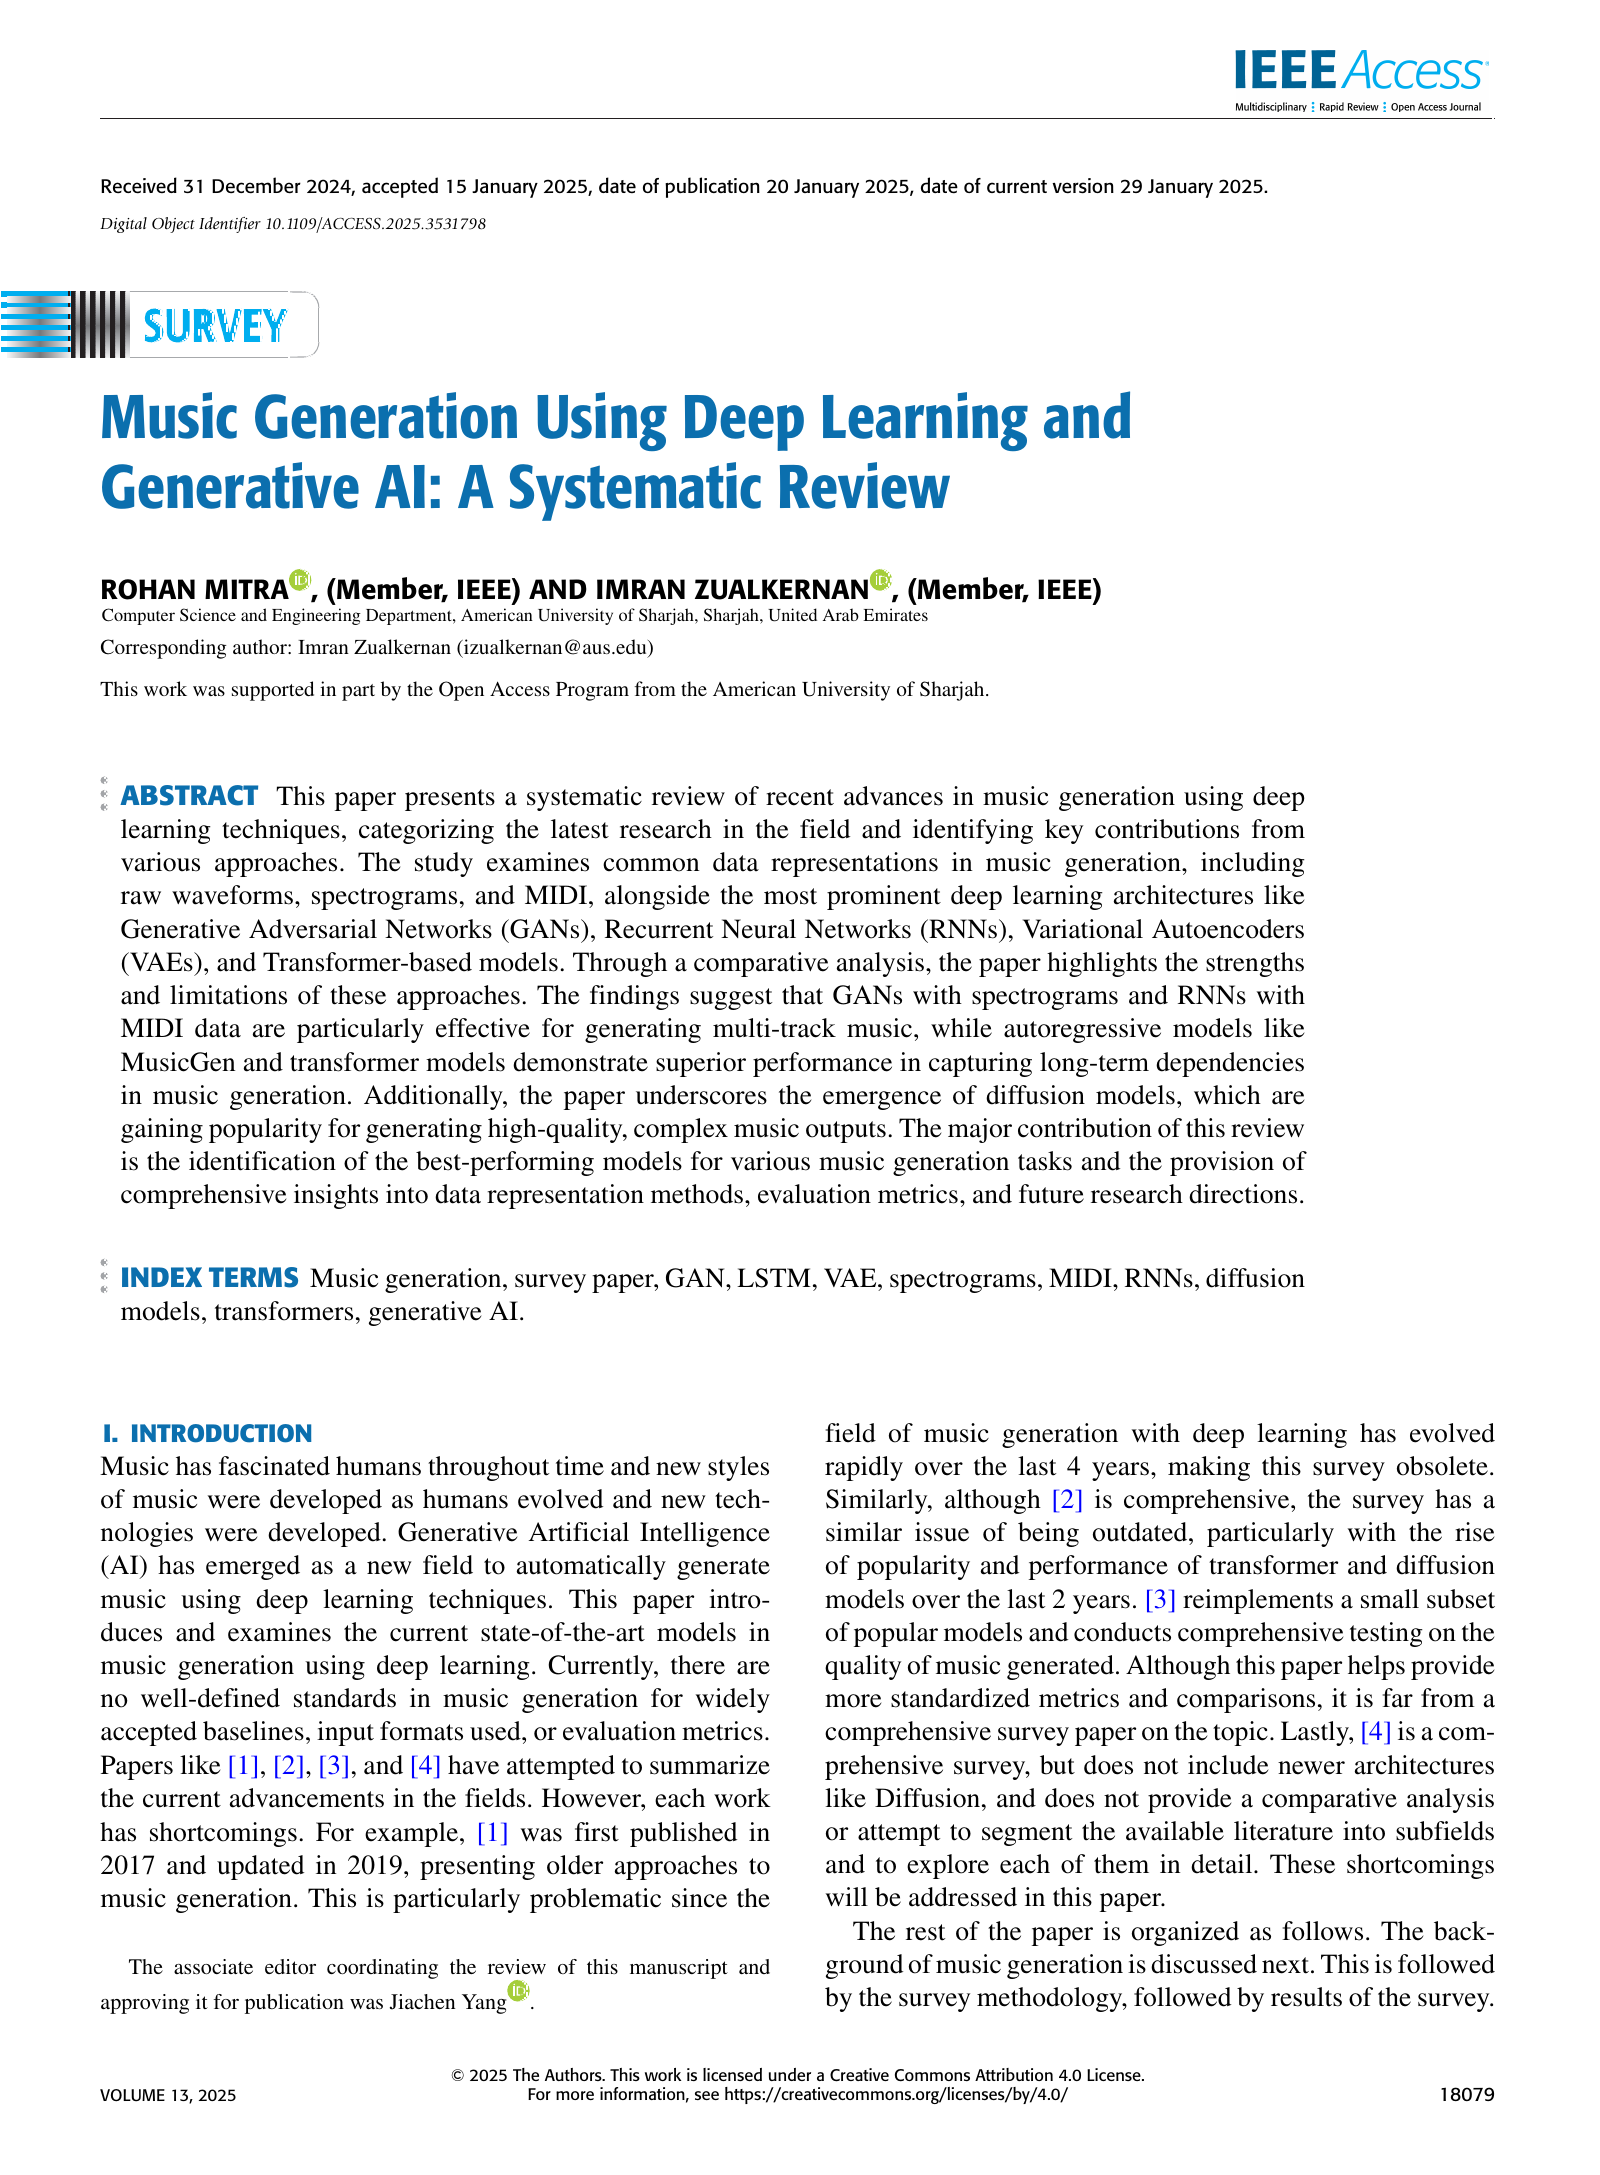 IEEE Access
Multidisciplinary Rapid Review Open Access Journal
Received 31 December 2024, accepted 15 January 2025, date of publication 20 January 2025, date of current version 29 January 2025.
Digital Object Identifier 10.1109/ACCESS.2025.3531798
SURVEY
Music Generation Using Deep Learning and
Generative AI: A Systematic Review
ROHAN MITRA, (Member, IEEE) AND IMRAN ZUALKERNAN, (Member, IEEE)
Computer Science and Engineering Department, American University of Sharjah, Sharjah, United Arab Emirates
Corresponding author: Imran Zualkernan (izualkernan@aus.edu)
This work was supported in part by the Open Access Program from the American University of Sharjah.
ABSTRACT This paper presents a systematic review of recent advances in music generation using deep
learning techniques, categorizing the latest research in the field and identifying key contributions from
various approaches. The study examines common data representations in music generation, including
raw waveforms, spectrograms, and MIDI, alongside the most prominent deep learning architectures like
Generative Adversarial Networks (GANs), Recurrent Neural Networks (RNNs), Variational Autoencoders
(VAEs), and Transformer-based models. Through a comparative analysis, the paper highlights the strengths
and limitations of these approaches. The findings suggest that GANs with spectrograms and RNNs with
MIDI data are particularly effective for generating multi-track music, while autoregressive models like
MusicGen and transformer models demonstrate superior performance in capturing long-term dependencies
in music generation. Additionally, the paper underscores the emergence of diffusion models, which are
gaining popularity for generating high-quality, complex music outputs. The major contribution of this review
is the identification of the best-performing models for various music generation tasks and the provision of
comprehensive insights into data representation methods, evaluation metrics, and future research directions.
INDEX TERMS Music generation, survey paper, GAN, LSTM, VAE, spectrograms, MIDI, RNNs, diffusion
models, transformers, generative AI.
I. INTRODUCTION
Music has fascinated humans throughout time and new styles
of music were developed as humans evolved and new tech-
nologies were developed. Generative Artificial Intelligence
(AI) has emerged as a new field to automatically generate
music using deep learning techniques. This paper intro-
duces and examines the current state-of-the-art models in
music generation using deep learning. Currently, there are
no well-defined standards in music generation for widely
accepted baselines, input formats used, or evaluation metrics.
Papers like [1], [2], [3], and [4] have attempted to summarize
the current advancements in the fields. However, each work
has shortcomings. For example, [1] was first published in
2017 and updated in 2019, presenting older approaches to
music generation. This is particularly problematic since the
The associate editor coordinating the review of this manuscript and
approving it for publication was Jiachen Yang.
field of music generation with deep learning has evolved
rapidly over the last 4 years, making this survey obsolete.
Similarly, although [2] is comprehensive, the survey has a
similar issue of being outdated, particularly with the rise
of popularity and performance of transformer and diffusion
models over the last 2 years. [3] reimplements a small subset
of popular models and conducts comprehensive testing on the
quality of music generated. Although this paper helps provide
more standardized metrics and comparisons, it is far from a
comprehensive survey paper on the topic. Lastly, [4] is a com-
prehensive survey, but does not include newer architectures
like Diffusion, and does not provide a comparative analysis
or attempt to segment the available literature into subfields
and to explore each of them in detail. These shortcomings
will be addressed in this paper.
The rest of the paper is organized as follows. The back-
ground of music generation is discussed next. This is followed
by the survey methodology, followed by results of the survey.
© 2025 The Authors. This work is licensed under a Creative Commons Attribution 4.0 License.
For more information, see https://creativecommons.org/licenses/by/4.0/
VOLUME 13, 2025
18079